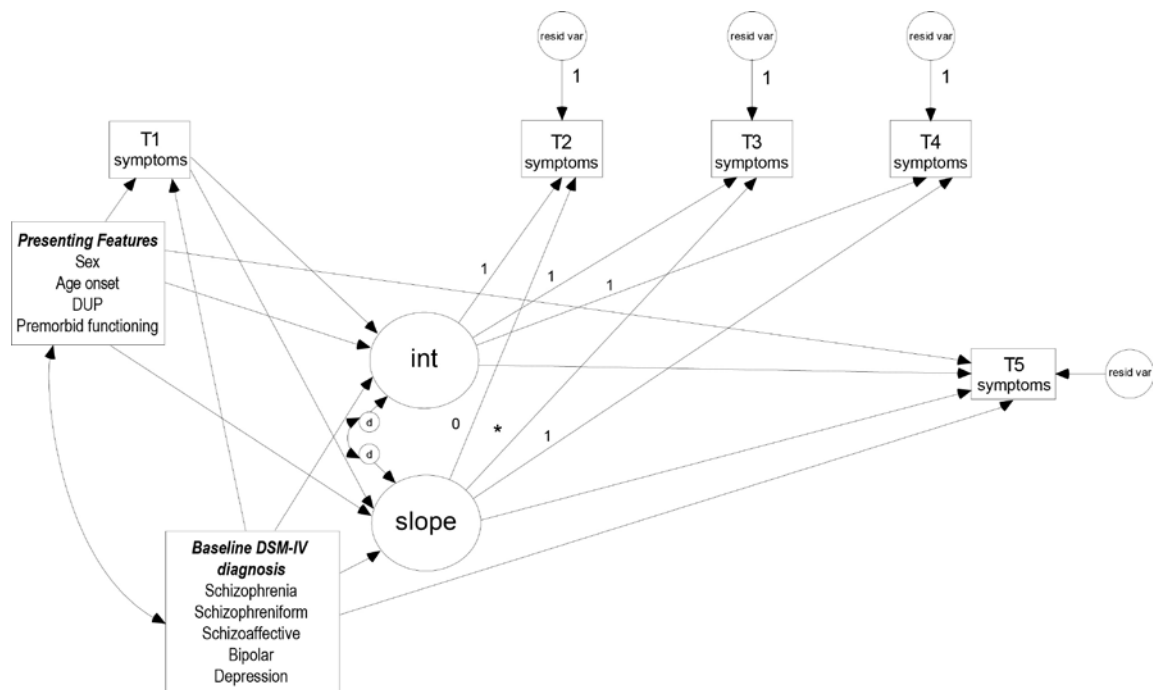 resid var
resid var
resid var
1
1
1
T1
symptoms
T2
symptoms
T3
symptoms
T4
symptoms
Presenting Features
Sex
Age onset
DUP
Premorbid functioning
1
1
1
int
T5
symptoms
resid var
d
d
0
*
1
slope
Baseline DSM-IV
diagnosis
Schizophrenia
Schizophreniform
Schizoaffective
Bipolar
Depression